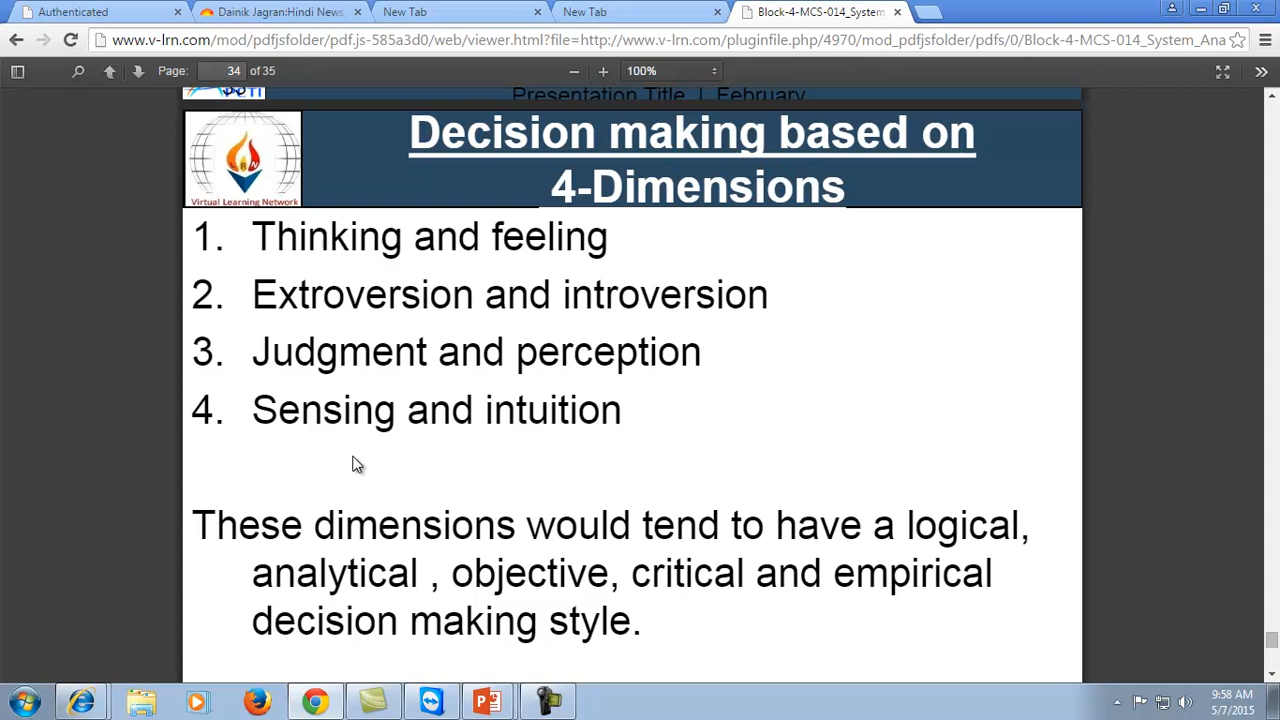 Authenticated
Dainik Jagran:Hindi News,
New Tab
New Tab
Block-4-MCS-014_System_
www.v-lrn.com/mod/pdfjsfolder/pdf.js-585a3d0/web/viewer.html?file=http://www.v-lrn.com/pluginfile.php/4970/mod_pdfjsfolder/pdfs/0/Block-4-MCS-014_System_Ana
Page: 34 of 35
100%
Presentation Title | February
Decision making based on
4-Dimensions
Virtual Learning Network
1. Thinking and feeling
2. Extroversion and introversion
3. Judgment and perception
4. Sensing and intuition
These dimensions would tend to have a logical,
analytical , objective, critical and empirical
decision making style.
9:58 AM
5/7/2015